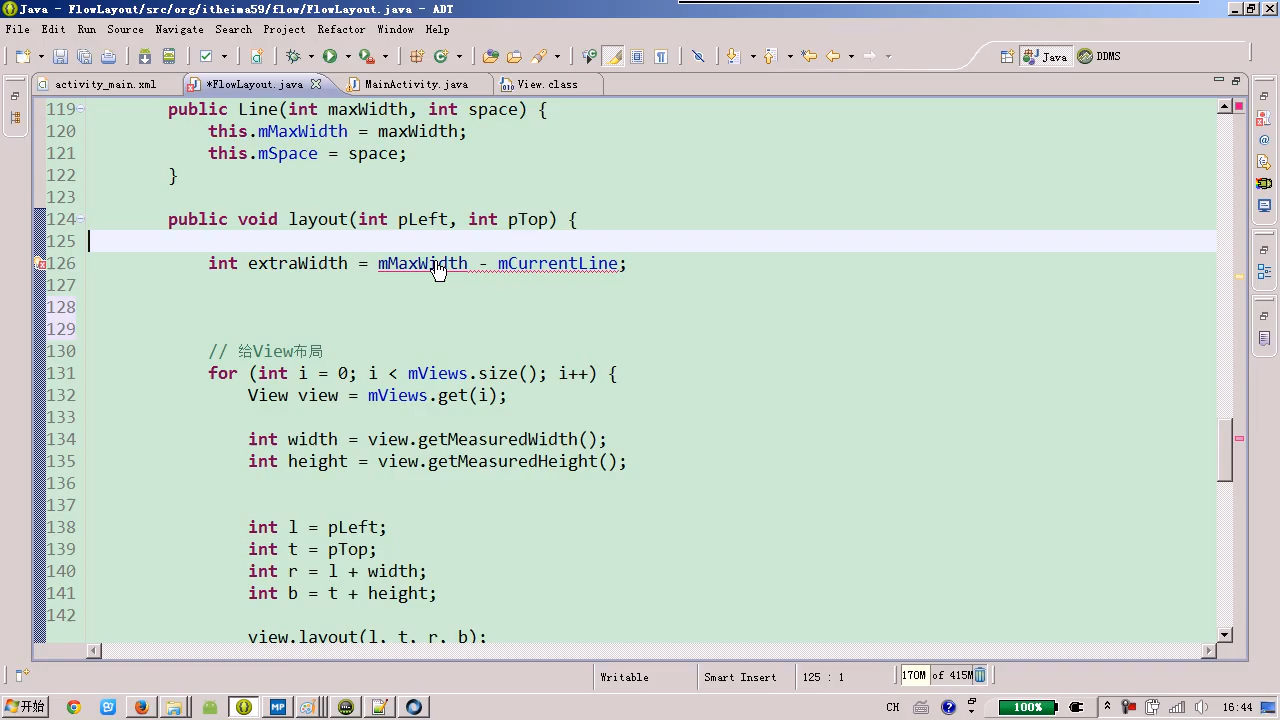 Java - FlowLayout/src/org/itheima59/flow/FlowLayout.java - ADT
File Edit Run Source Navigate Search Project Refactor Window Help
Java DDMS
activity_main.xml *FlowLayout.java MainActivity.java View.class
119 public Line(int maxWidth, int space) {
120 this.mMaxWidth = maxWidth;
121 this.mSpace = space;
122 }
123
124 public void layout(int pLeft, int pTop) {
125
126 int extraWidth = mMaxWidth - mCurrentLine;
127
128
129
130 // 给View布局
131 for (int i = 0; i < mViews.size(); i++) {
132 View view = mViews.get(i);
133
134 int width = view.getMeasuredWidth();
135 int height = view.getMeasuredHeight();
136
137
138 int l = pLeft;
139 int t = pTop;
140 int r = l + width;
141 int b = t + height;
142
view.layout(l, t, r, b);
Writable Smart Insert 125 : 1 170M of 415M
开始 MP CH 100% 16:44